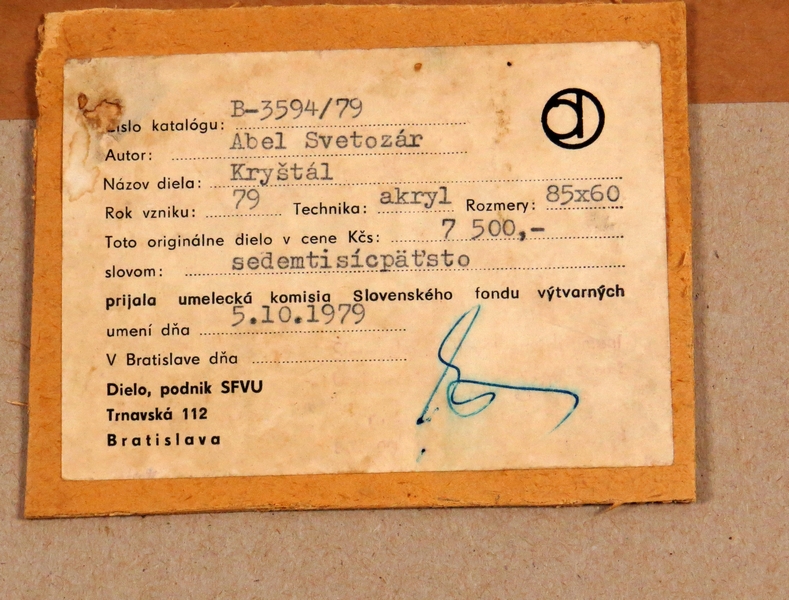 Číslo katalógu: B-3594/79
Autor: Abel Svetozár
Názov diela: Kryštál
Rok vzniku: 79 Technika: akryl Rozmery: 85x60
Toto originálne dielo v cene Kčs: 7 500,-
slovom: sedemtisícpäťsto
prijala umelecká komisia Slovenského fondu výtvarných
umení dňa 5.10.1979
V Bratislave dňa
Dielo, podnik SFVU
Trnavská 112
Bratislava